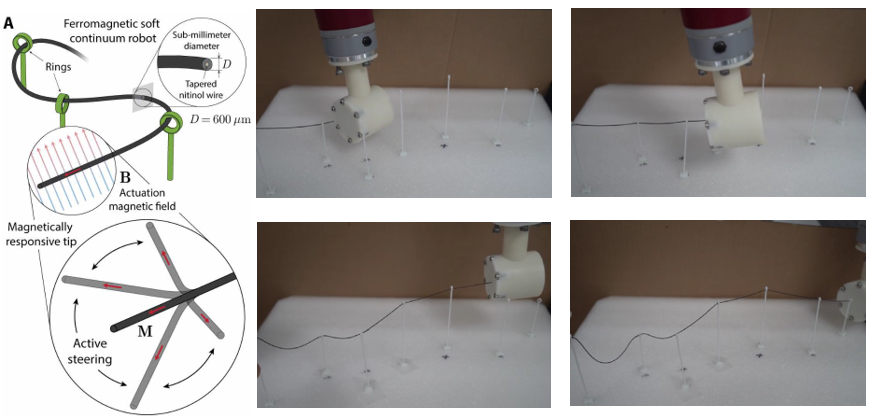 A
Ferromagnetic soft
continuum robot
Sub-millimeter
diameter
D
Rings
Tapered
nitinol wire
D = 600 μm
B
Actuation
magnetic field
Magnetically
responsive tip
M
Active
steering